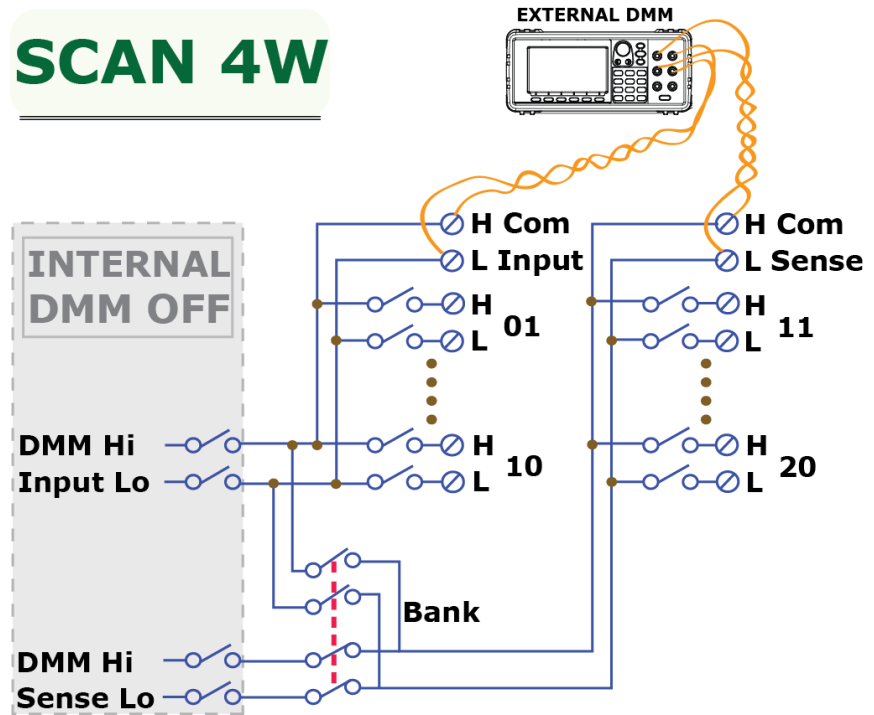 EXTERNAL DMM
SCAN 4W
H Com
L Input
H Com
L Sense
INTERNAL
DMM OFF
H
L
01
H
L
11
DMM Hi
Input Lo
H
L
10
H
L
20
Bank
DMM Hi
Sense Lo